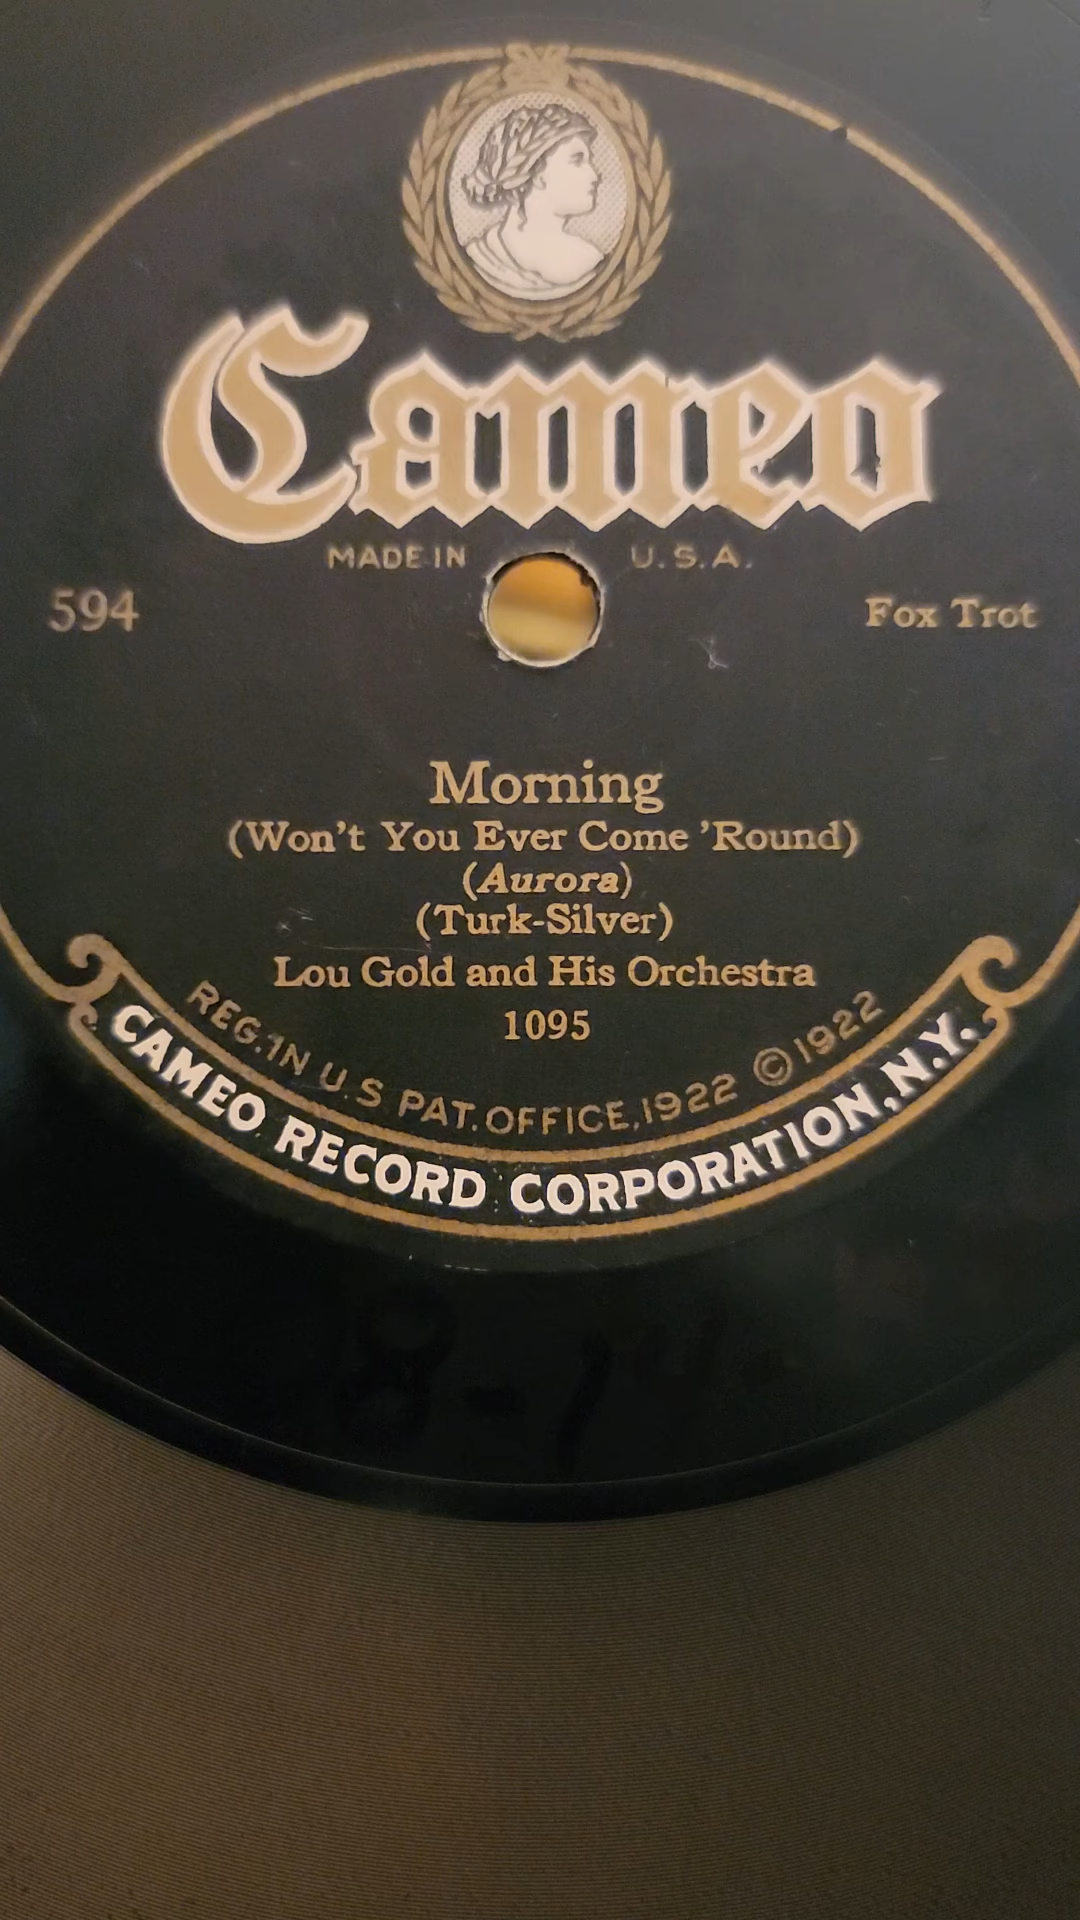 Cameo
MADE IN U.S.A.
594
Fox Trot
Morning
(Won't You Ever Come 'Round)
(Aurora)
(Turk-Silver)
Lou Gold and His Orchestra
1095
REG. IN U.S. PAT. OFFICE, 1922 © 1922
CAMEO RECORD CORPORATION, N.Y.